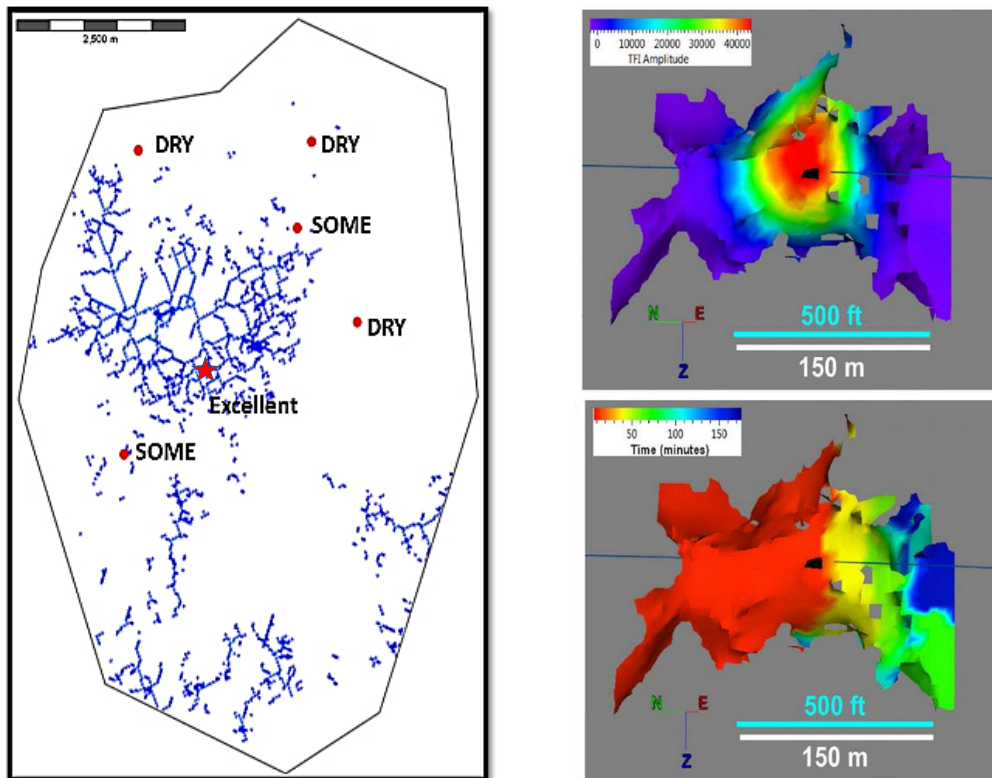 2,500 m
DRY
DRY
SOME
DRY
Excellent
SOME
0 10000 20000 30000 40000
TFI Amplitude
N E
Z
500 ft
150 m
50 100 150
Time (minutes)
N E
Z
500 ft
150 m